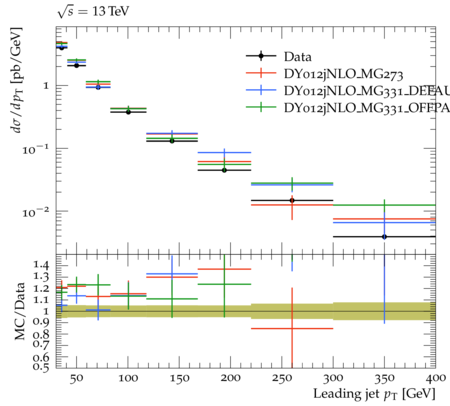 √s = 13 TeV
dσ/dpT [pb/GeV]
Data
DY012jNLO_MG273
DY012jNLO_MG331_DEFAU
DY012jNLO_MG331_OFFPA
1
10⁻¹
10⁻²
MC/Data
1.4
1.3
1.2
1.1
1
0.9
0.8
0.7
0.6
0.5
50 100 150 200 250 300 350 400
Leading jet pT [GeV]